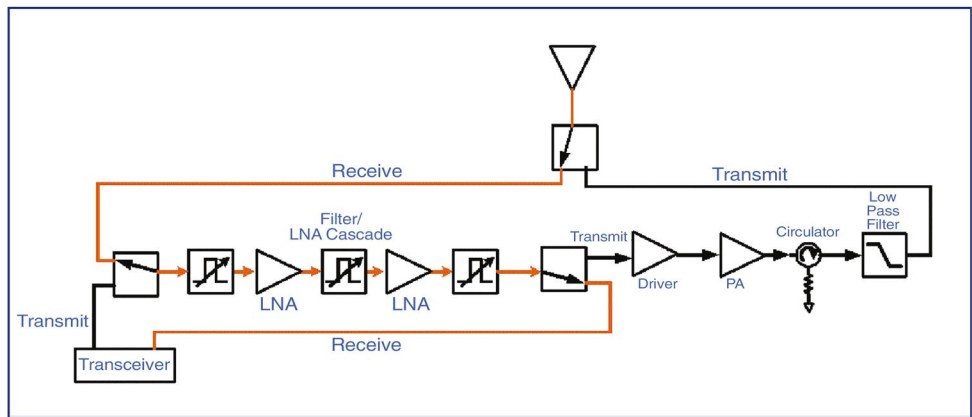 Receive
Transmit
Filter/
LNA Cascade
Transmit
Low
Pass
Filter
Circulator
LNA
LNA
Driver
PA
Transmit
Receive
Transceiver